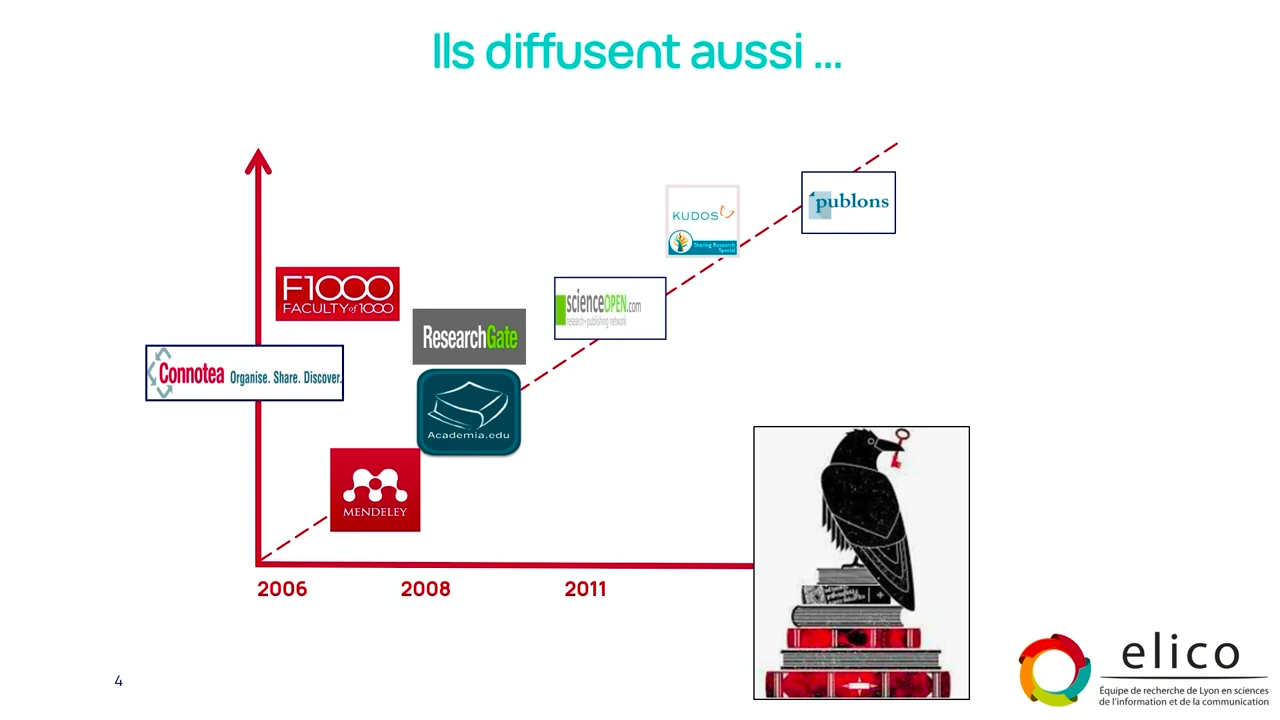 Ils diffusent aussi ...
publons
KUDOS
Sharing Research
F1000
FACULTY of 1000
scienceOPEN.com
research+publishing network
ResearchGate
Connotea Organise. Share. Discover.
Academia.edu
MENDELEY
2006
2008
2011
4
elico
Équipe de recherche de Lyon en sciences
de l'information et de la communication